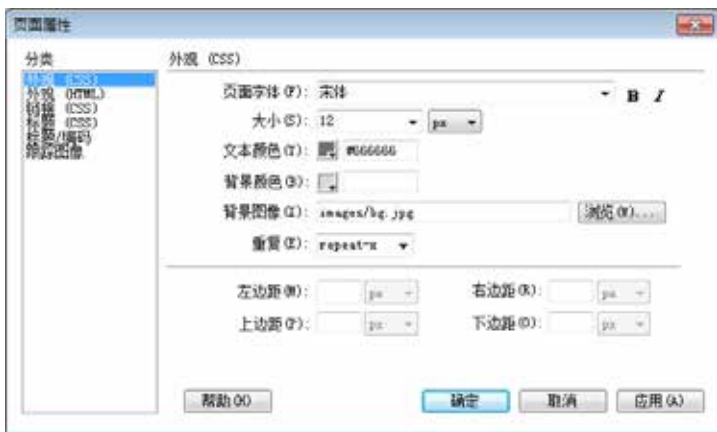 页面属性
分类
外观 (CSS)
外观 (CSS)
外观 (HTML)
链接 (CSS)
标题 (CSS)
标题/编码
跟踪图像
页面字体(F): 宋体 B I
大小(S): 12 px
文本颜色(T): #666666
背景颜色(B):
背景图像(I): images/bg.jpg 浏览(W)...
重复(E): repeat-x
左边距(M): px 右边距(R): px
上边距(P): px 下边距(O): px
帮助(H) 确定 取消 应用(A)